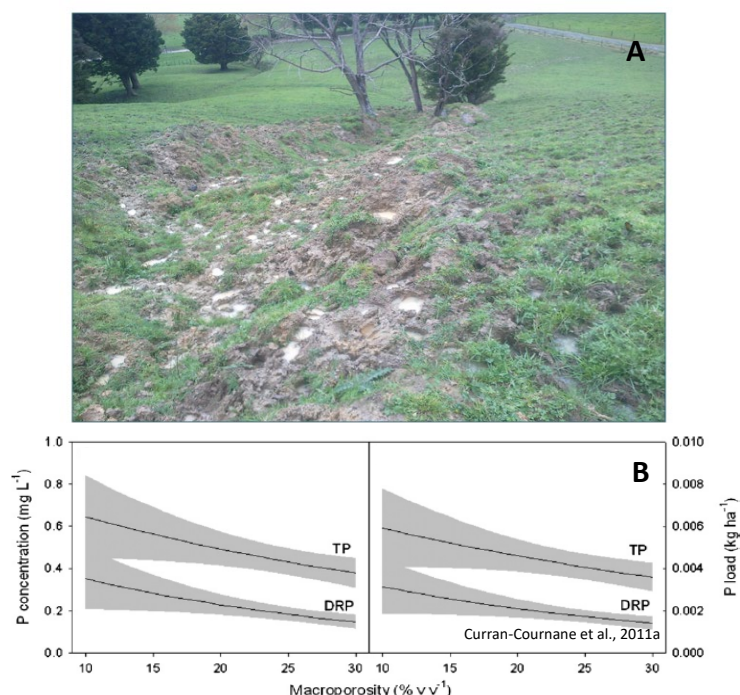 A
B
P concentration (mg L⁻¹)
1.0
0.8
0.6
0.4
0.2
0.0
TP
DRP
TP
DRP
Curran-Cournane et al., 2011a
0.010
0.008
0.006
0.004
0.002
0.000
P load (kg ha⁻¹)
10 15 20 25 30 10 15 20 25 30
Macroporosity (% v v⁻¹)